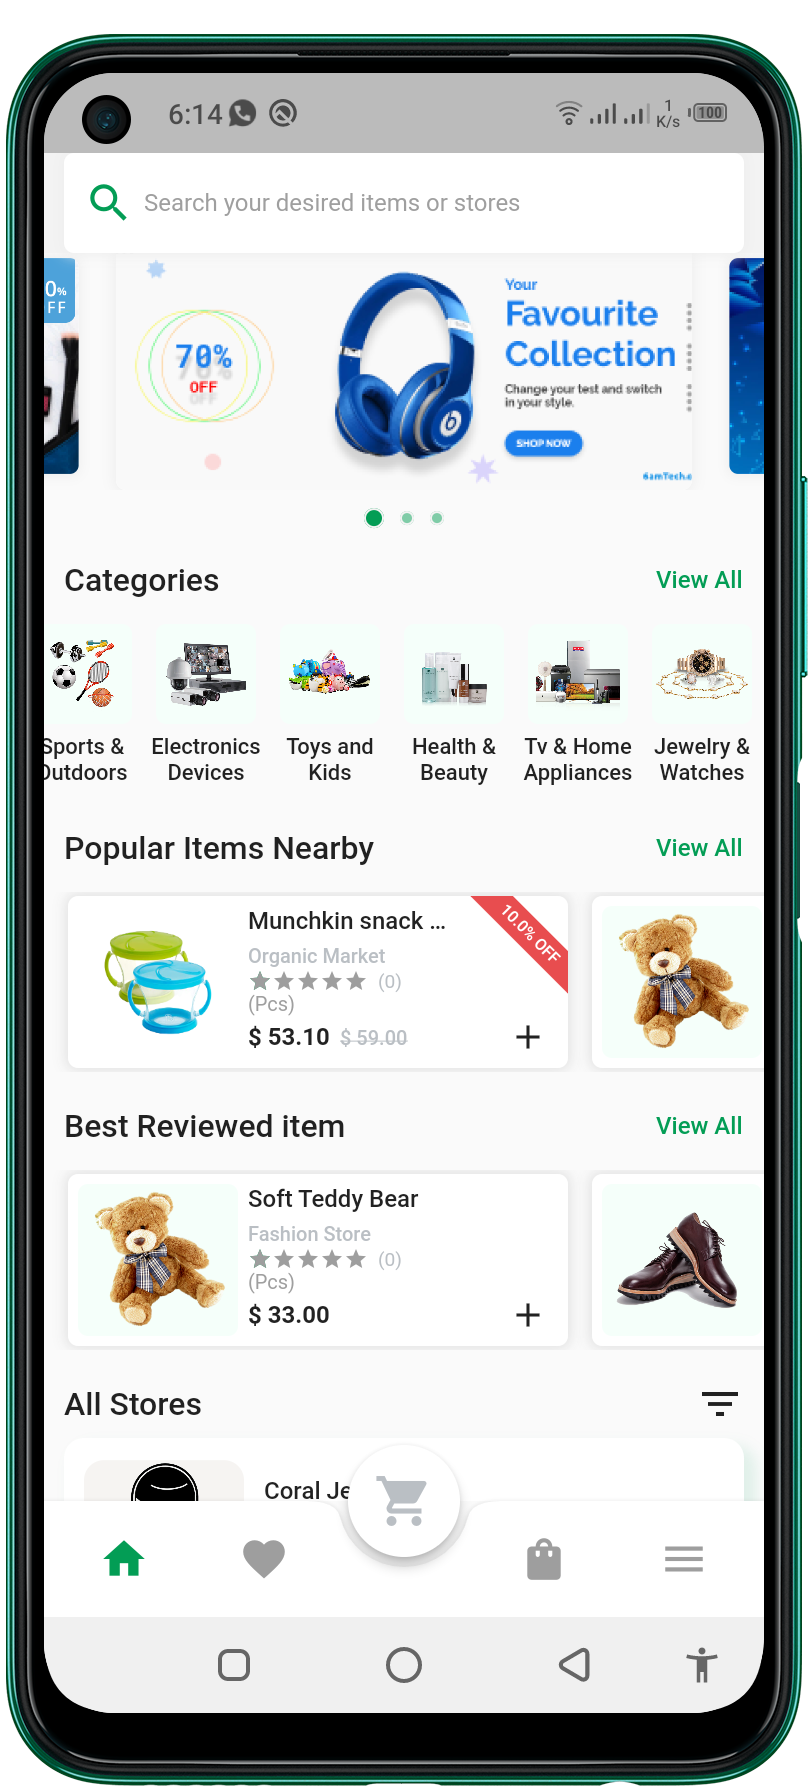 6:14
1
K/s
100
Search your desired items or stores
0%
FF
70%
OFF
Your
Favourite
Collection
Change your test and switch
in your style.
SHOP NOW
6amTech.c
Categories
View All
Sports &
Outdoors
Electronics
Devices
Toys and
Kids
Health &
Beauty
Tv & Home
Appliances
Jewelry &
Watches
Popular Items Nearby
View All
Munchkin snack ...
10.0% OFF
Organic Market
(0)
(Pcs)
$ 53.10 $ 59.00
Best Reviewed item
View All
Soft Teddy Bear
Fashion Store
(0)
(Pcs)
$ 33.00
All Stores
Coral Je